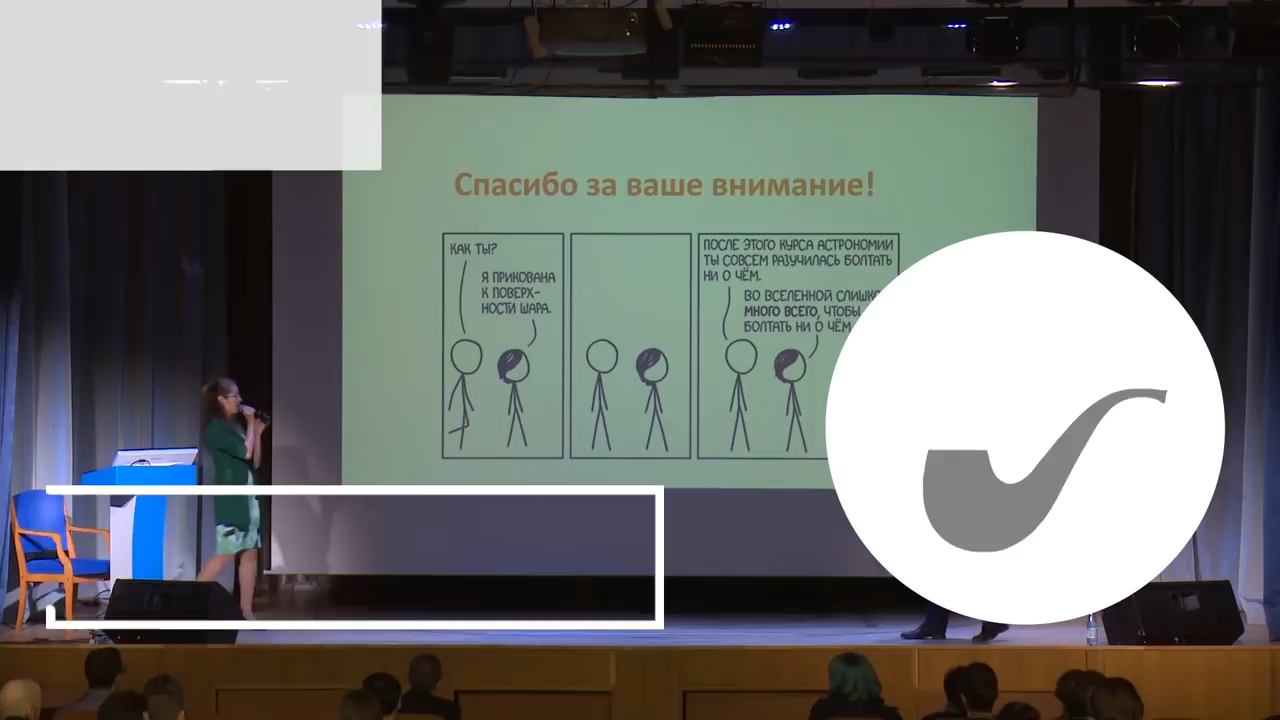 Спасибо за ваше внимание!
КАК ТЫ?
Я ПРИКОВАНА
К ПОВЕРХ-
НОСТИ ШАРА.
ПОСЛЕ ЭТОГО КУРСА АСТРОНОМИИ
ТЫ СОВСЕМ РАЗУЧИЛАСЬ БОЛТАТЬ
НИ О ЧЁМ.
ВО ВСЕЛЕННОЙ
МНОГО ВСЕГО, ЧТОБЫ
БОЛТАТЬ НИ О ЧЁМ